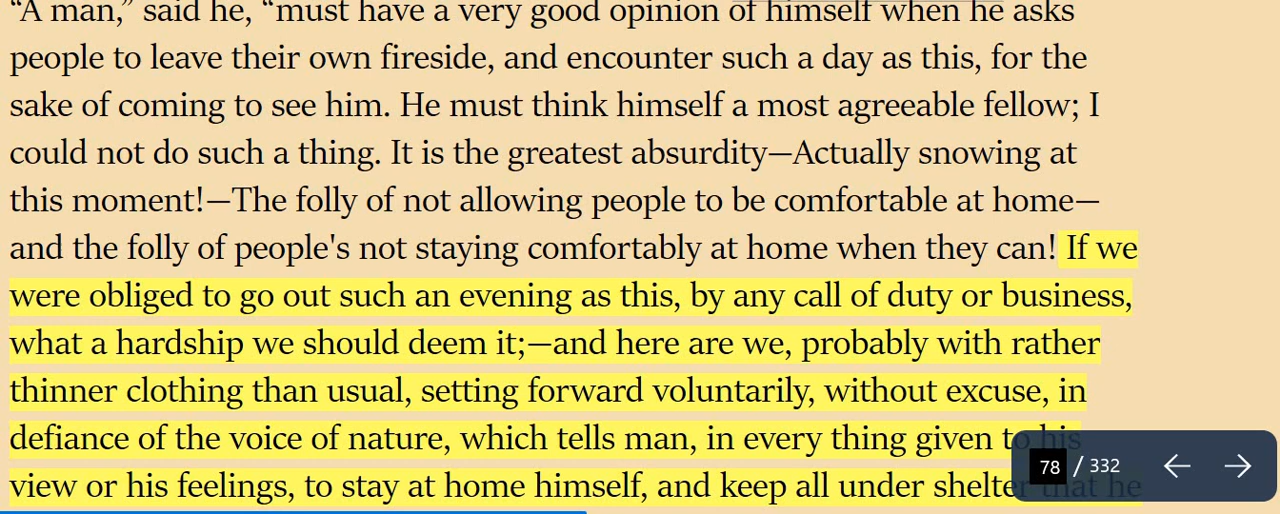 “A man,” said he, “must have a very good opinion of himself when he asks
people to leave their own fireside, and encounter such a day as this, for the
sake of coming to see him. He must think himself a most agreeable fellow; I
could not do such a thing. It is the greatest absurdity—Actually snowing at
this moment!—The folly of not allowing people to be comfortable at home—
and the folly of people's not staying comfortably at home when they can! If we
were obliged to go out such an evening as this, by any call of duty or business,
what a hardship we should deem it;—and here are we, probably with rather
thinner clothing than usual, setting forward voluntarily, without excuse, in
defiance of the voice of nature, which tells man, in every thing given to his
view or his feelings, to stay at home himself, and keep all under shelter that he
78 / 332